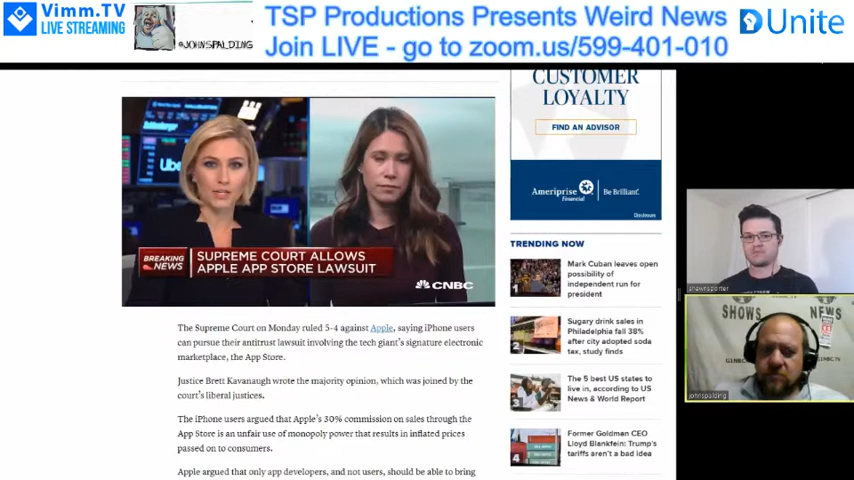 Vimm.TV
LIVE STREAMING
@JOHNSPALDING
TSP Productions Presents Weird News
Join LIVE - go to zoom.us/599-401-010
DUnite
CUSTOMER
LOYALTY
FIND AN ADVISOR
Ameriprise
Financial
Be Brilliant.
Disclosure
Uber
BREAKING
NEWS
SUPREME COURT ALLOWS
APPLE APP STORE LAWSUIT
CNBC
The Supreme Court on Monday ruled 5-4 against Apple, saying iPhone users
can pursue their antitrust lawsuit involving the tech giant's signature electronic
marketplace, the App Store.
Justice Brett Kavanaugh wrote the majority opinion, which was joined by the
court's liberal justices.
The iPhone users argued that Apple's 30% commission on sales through the
App Store is an unfair use of monopoly power that results in inflated prices
passed on to consumers.
Apple argued that only app developers, and not users, should be able to bring
TRENDING NOW
1
Mark Cuban leaves open
possibility of
independent run for
president
2
Sugary drink sales in
Philadelphia fall 38%
after city adopted soda
tax, study finds
3
The 5 best US states to
live in, according to US
News & World Report
4
Former Goldman CEO
Lloyd Blankfein: Trump's
tariffs aren't a bad idea
shawnsporter
SHOWS
NEWS
johnspalding